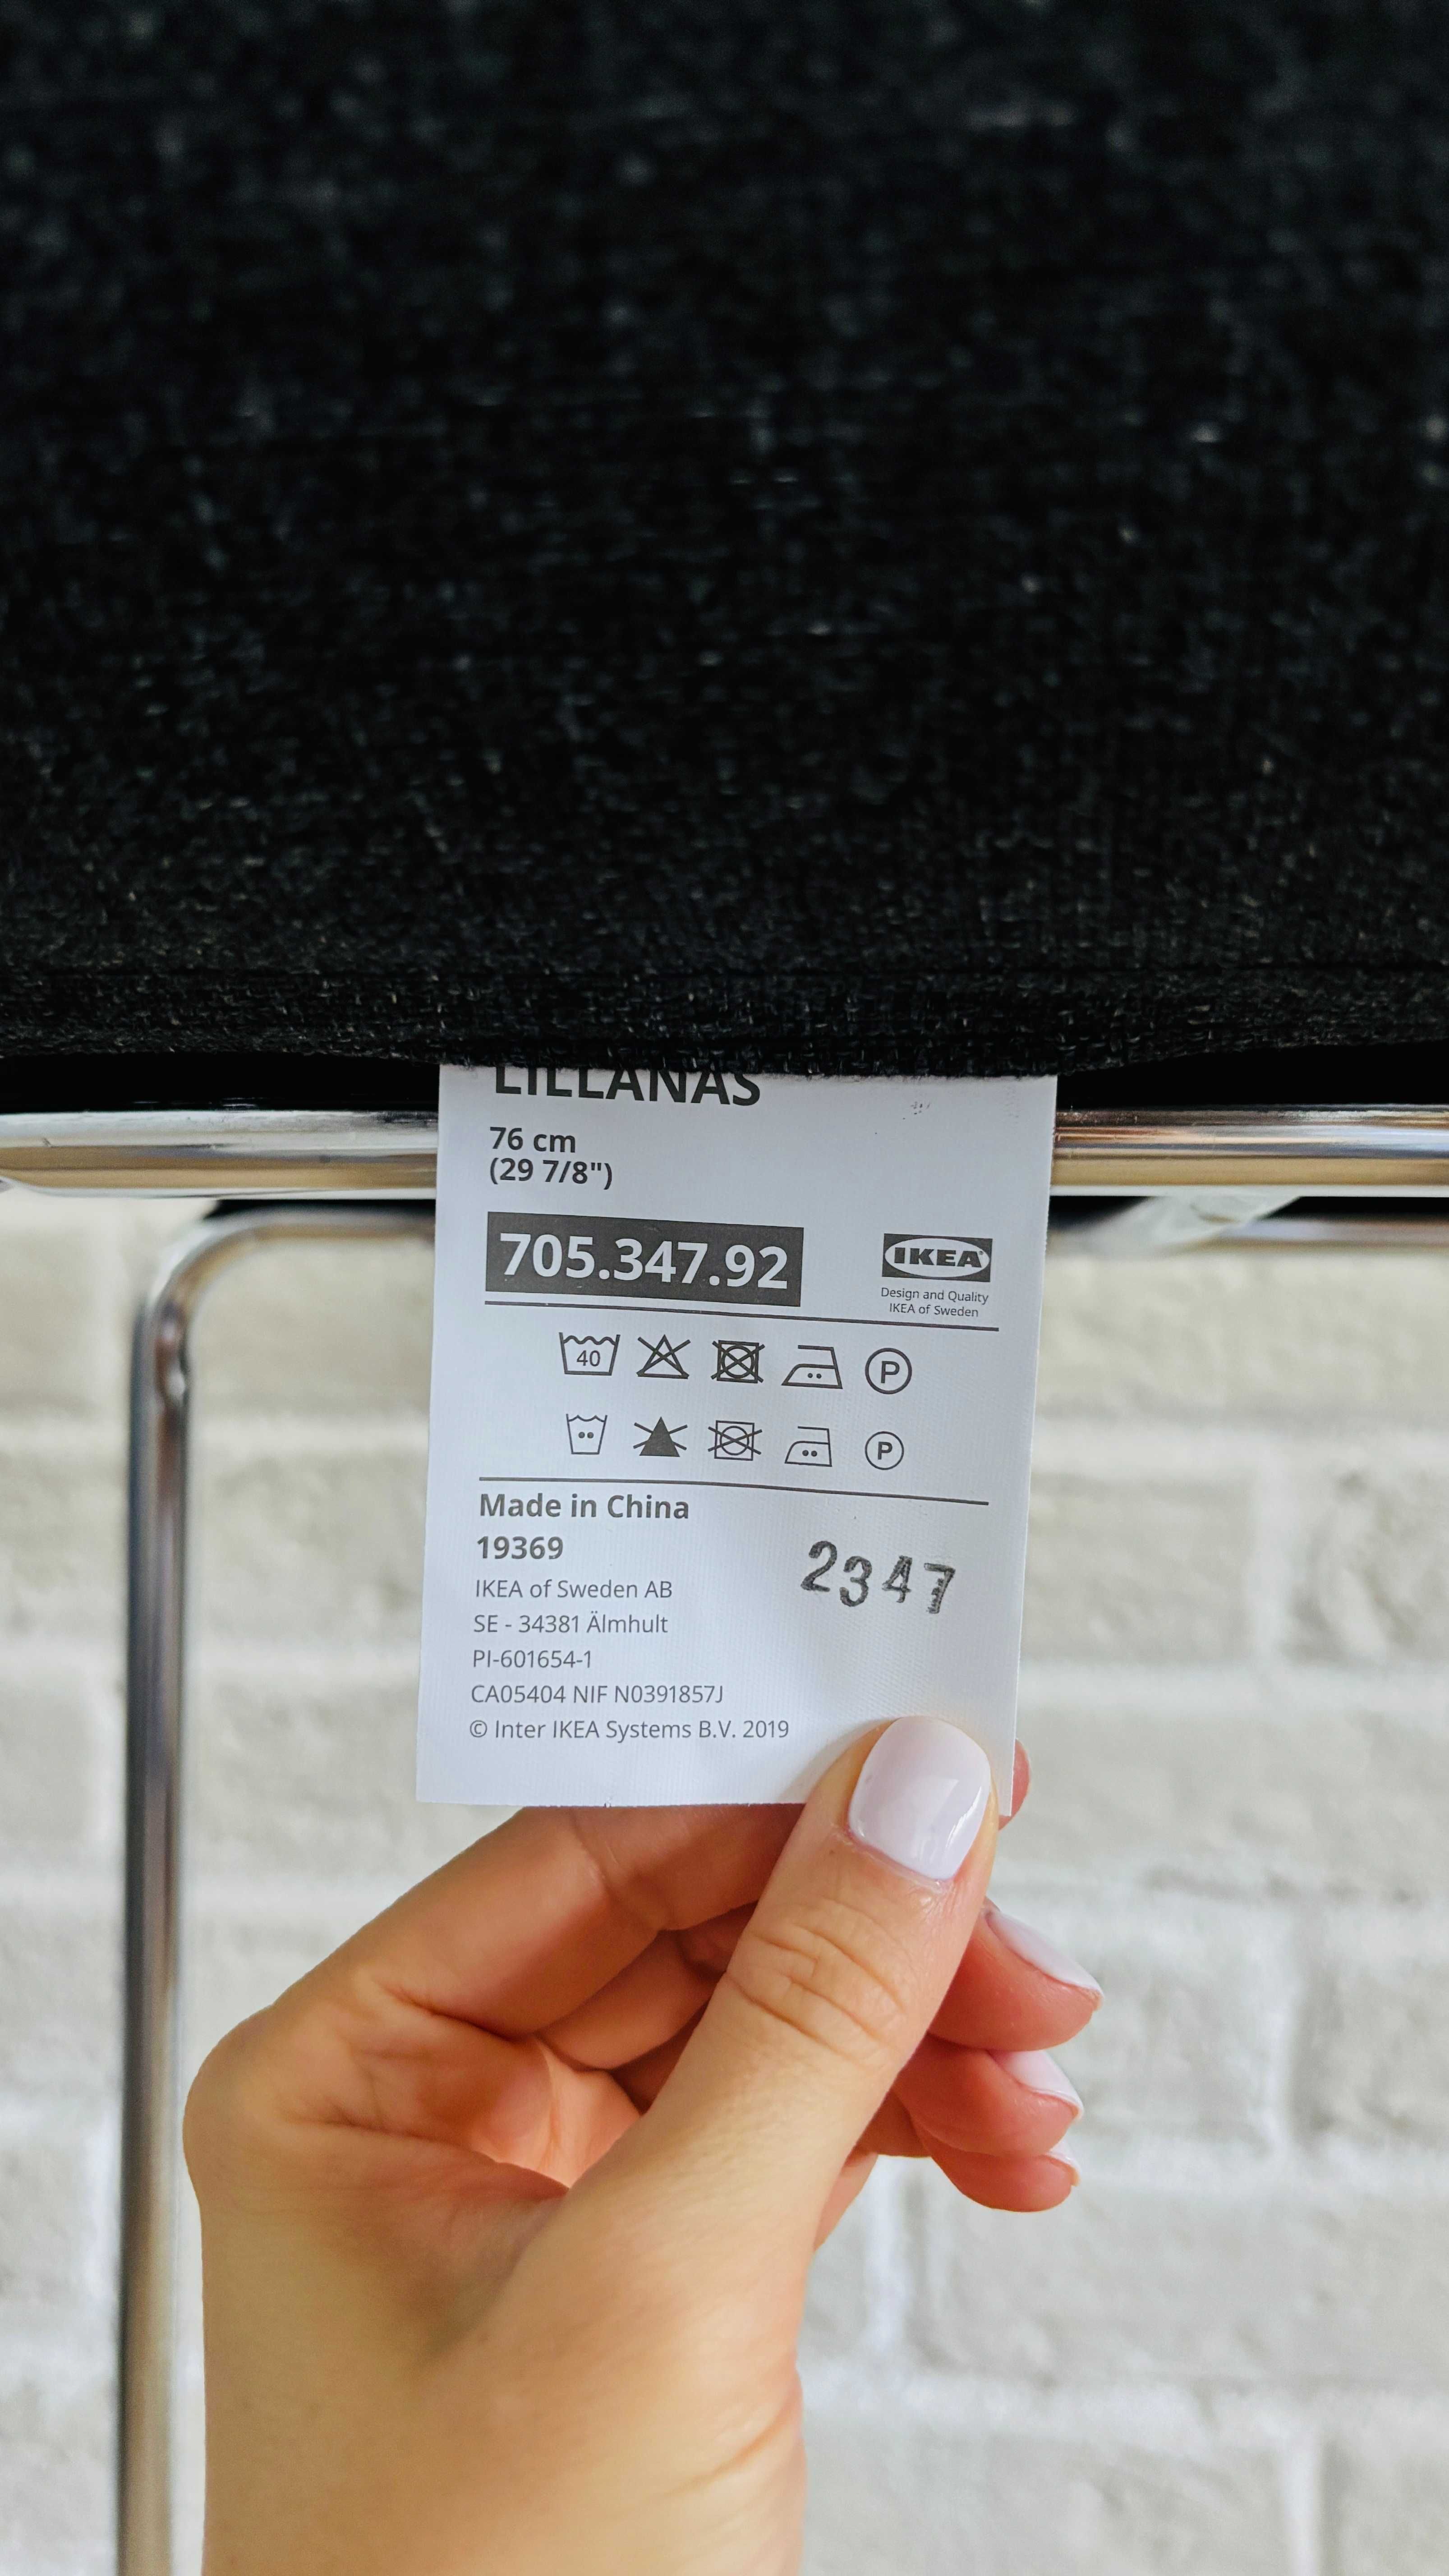 LILLANÄS
76 cm
(29 7/8")
705.347.92
IKEA®
Design and Quality
IKEA of Sweden
40
P
P
Made in China
19369
2347
IKEA of Sweden AB
SE - 34381 Älmhult
PI-601654-1
CA05404 NIF N0391857J
© Inter IKEA Systems B.V. 2019